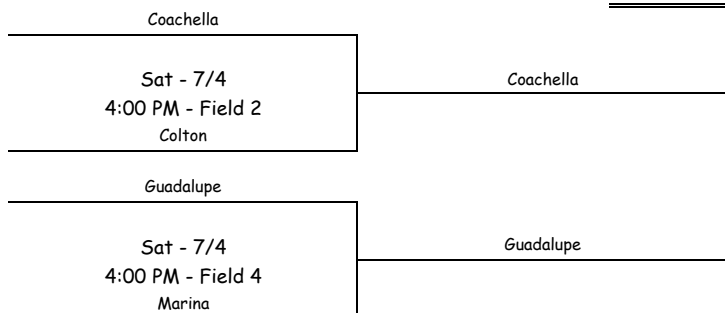 Coachella
Sat - 7/4
4:00 PM - Field 2
Colton
Coachella
Guadalupe
Sat - 7/4
4:00 PM - Field 4
Marina
Guadalupe